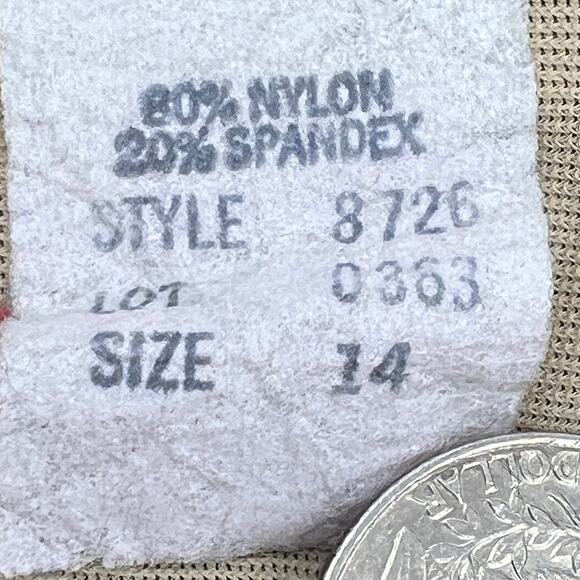 80% NYLON
20% SPANDEX
STYLE 8726
LOT 0363
SIZE 14
DOLLAR